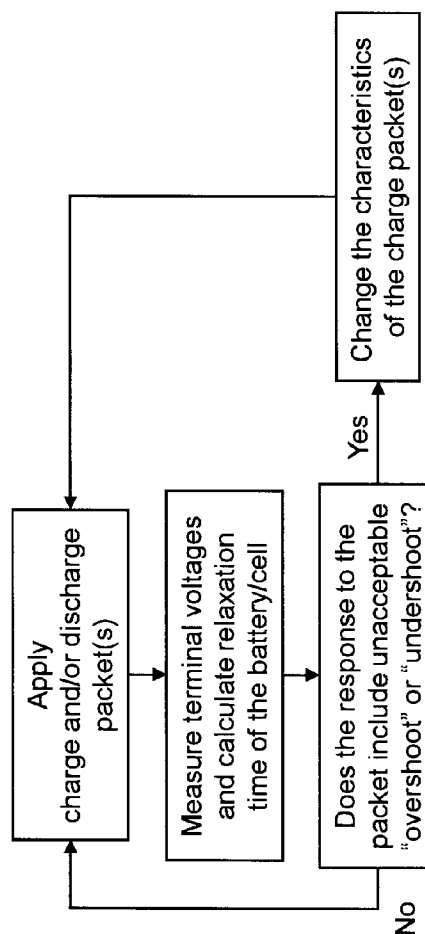 Apply
charge and/or discharge
packet(s)
Measure terminal voltages
and calculate relaxation
time of the battery/cell
Does the response to the
packet include unacceptable
“overshoot” or “undershoot”?
No
Yes
Change the characteristics
of the charge packet(s)